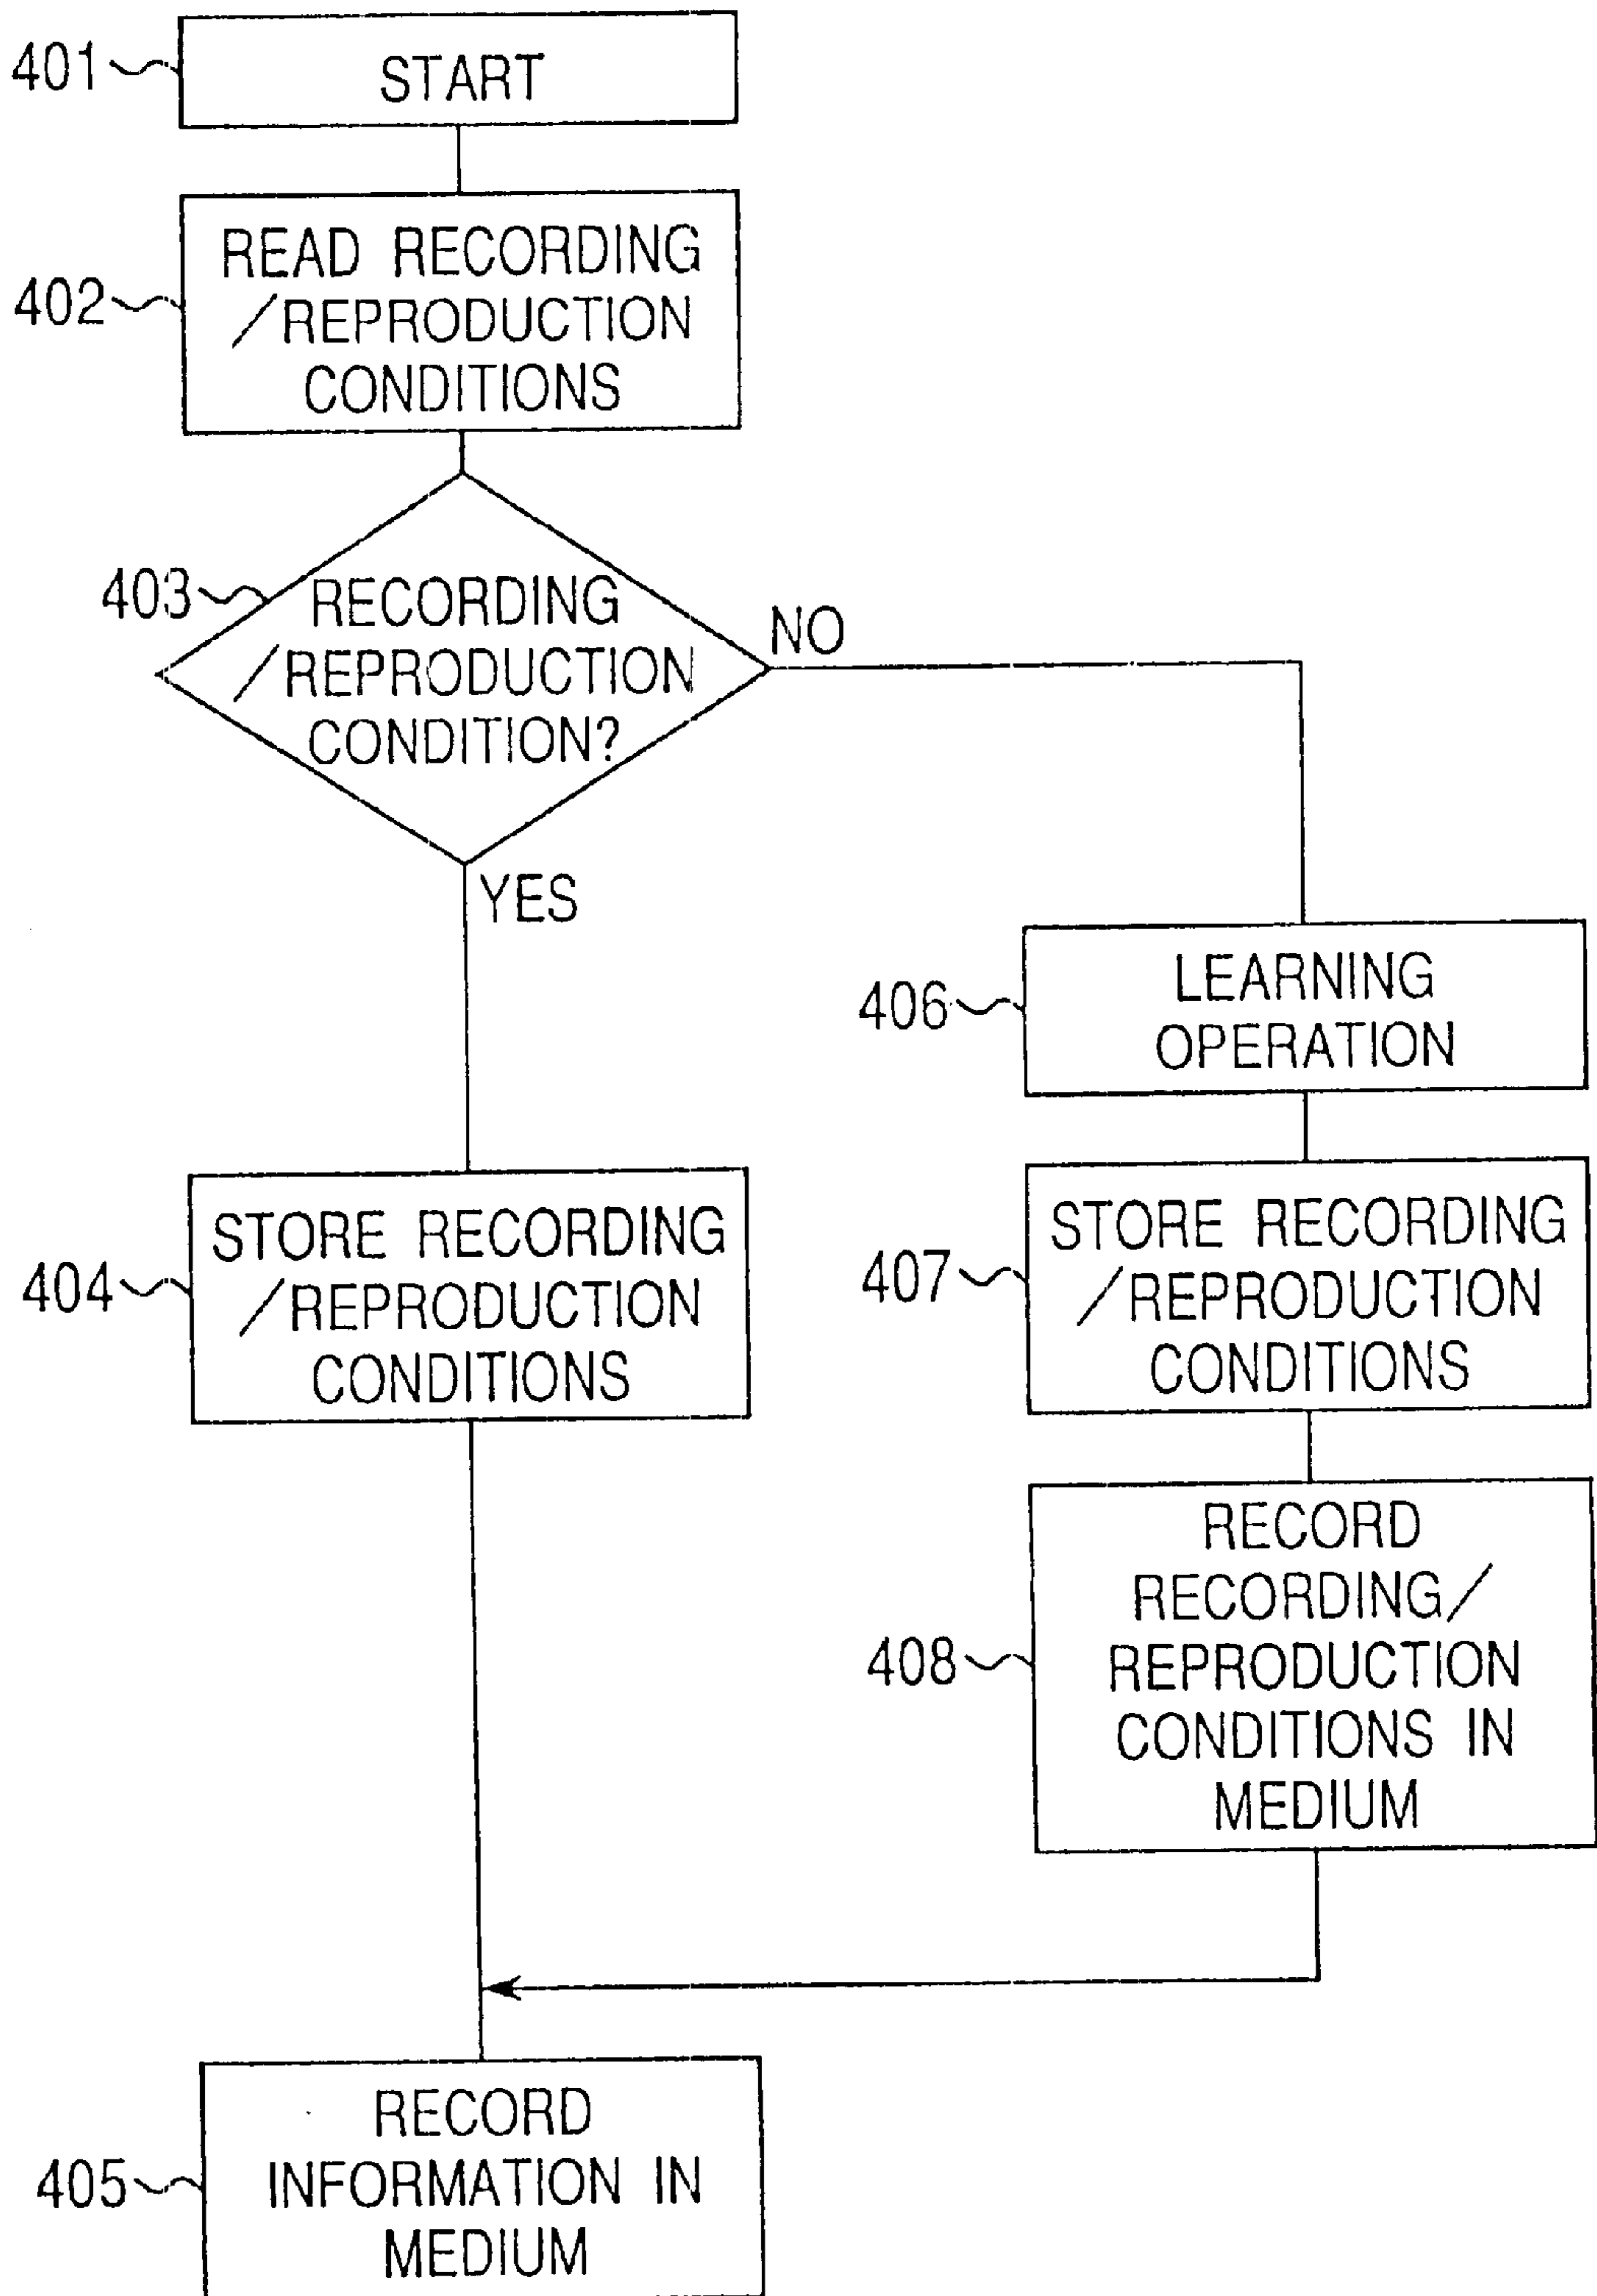 401
START
402
READ RECORDING
/REPRODUCTION
CONDITIONS
403
RECORDING
/REPRODUCTION
CONDITION?
NO
YES
406
LEARNING
OPERATION
404
STORE RECORDING
/REPRODUCTION
CONDITIONS
407
STORE RECORDING
/REPRODUCTION
CONDITIONS
408
RECORD
RECORDING/
REPRODUCTION
CONDITIONS IN
MEDIUM
405
RECORD
INFORMATION IN
MEDIUM